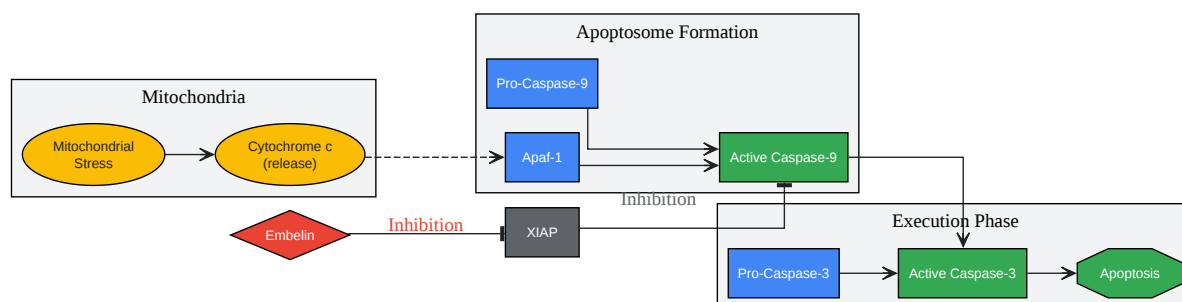 Apoptosome Formation
Pro-Caspase-9
Mitochondria
Mitochondrial
Stress
Cytochrome c
(release)
Apaf-1
Active Caspase-9
Inhibition
Embelin
Inhibition
XIAP
Execution Phase
Pro-Caspase-3
Active Caspase-3
Apoptosis